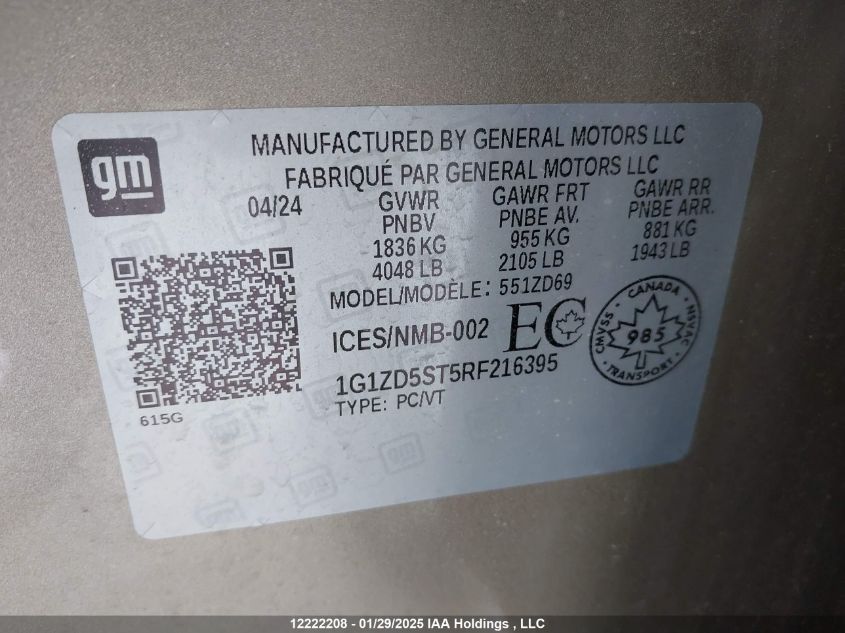 gm
MANUFACTURED BY GENERAL MOTORS LLC
FABRIQUÉ PAR GENERAL MOTORS LLC
04/24
GVWR
PNBV
1836 KG
4048 LB
GAWR FRT
PNBE AV.
955 KG
2105 LB
GAWR RR
PNBE ARR.
881 KG
1943 LB
MODEL/MODÈLE: 551ZD69
ICES/NMB-002
EC
CANADA
CMVSS
NSVAC
985
TRANSPORT
1G1ZD5ST5RF216395
TYPE: PC/VT
615G
12222208 - 01/29/2025 IAA Holdings , LLC